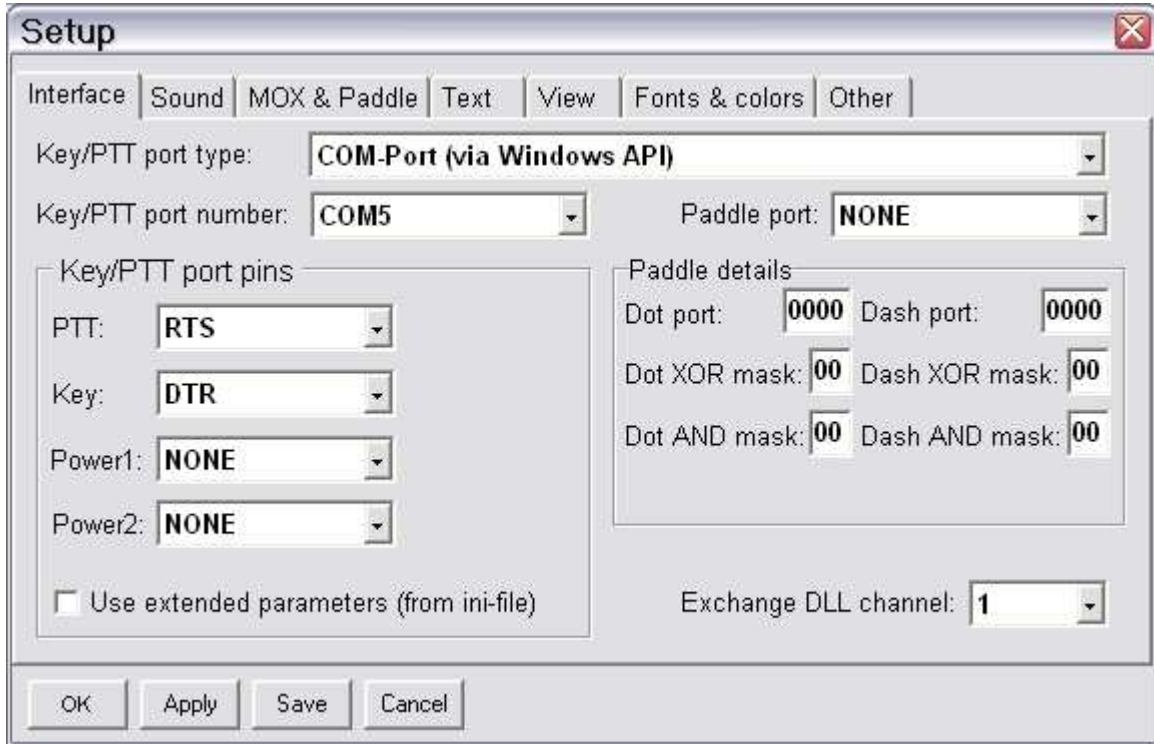 Setup
Interface Sound MOX & Paddle Text View Fonts & colors Other
Key/PTT port type: COM-Port (via Windows API)
Key/PTT port number: COM5 Paddle port: NONE
Key/PTT port pins
PTT: RTS
Key: DTR
Power1: NONE
Power2: NONE
Use extended parameters (from ini-file)
Paddle details
Dot port: 0000 Dash port: 0000
Dot XOR mask: 00 Dash XOR mask: 00
Dot AND mask: 00 Dash AND mask: 00
Exchange DLL channel: 1
OK Apply Save Cancel